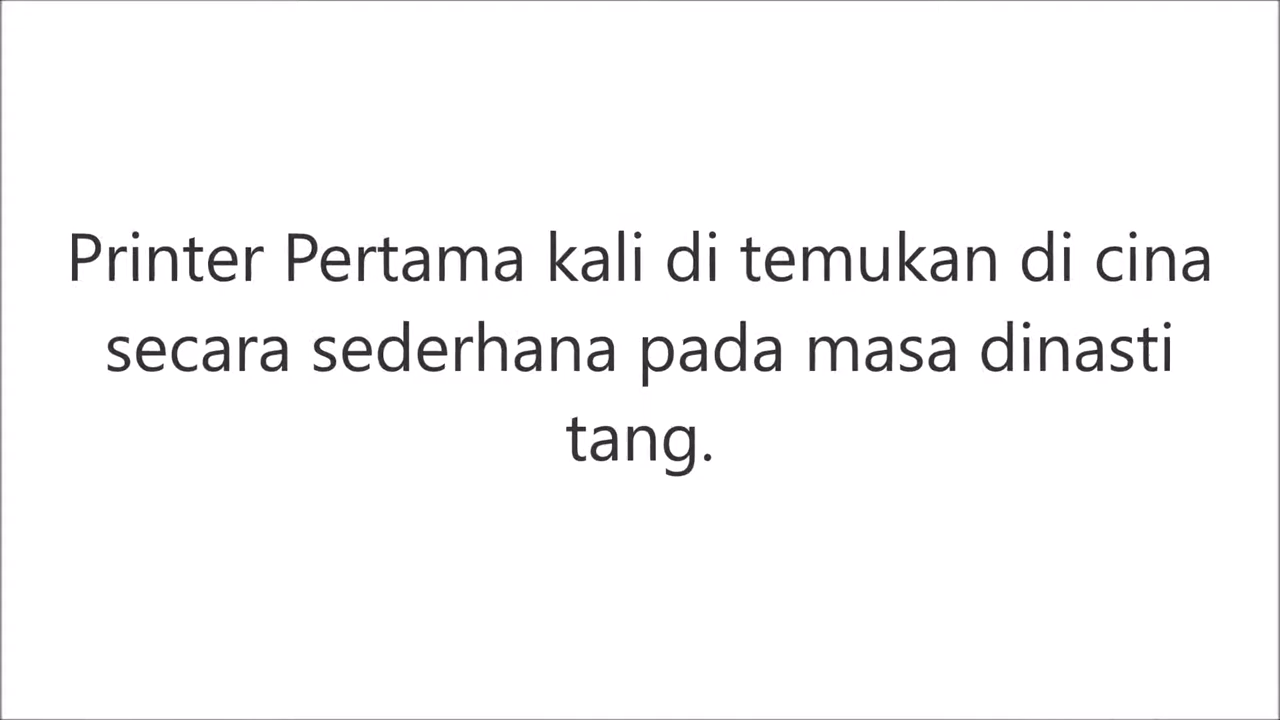 Printer Pertama kali di temukan di cina
secara sederhana pada masa dinasti
tang.